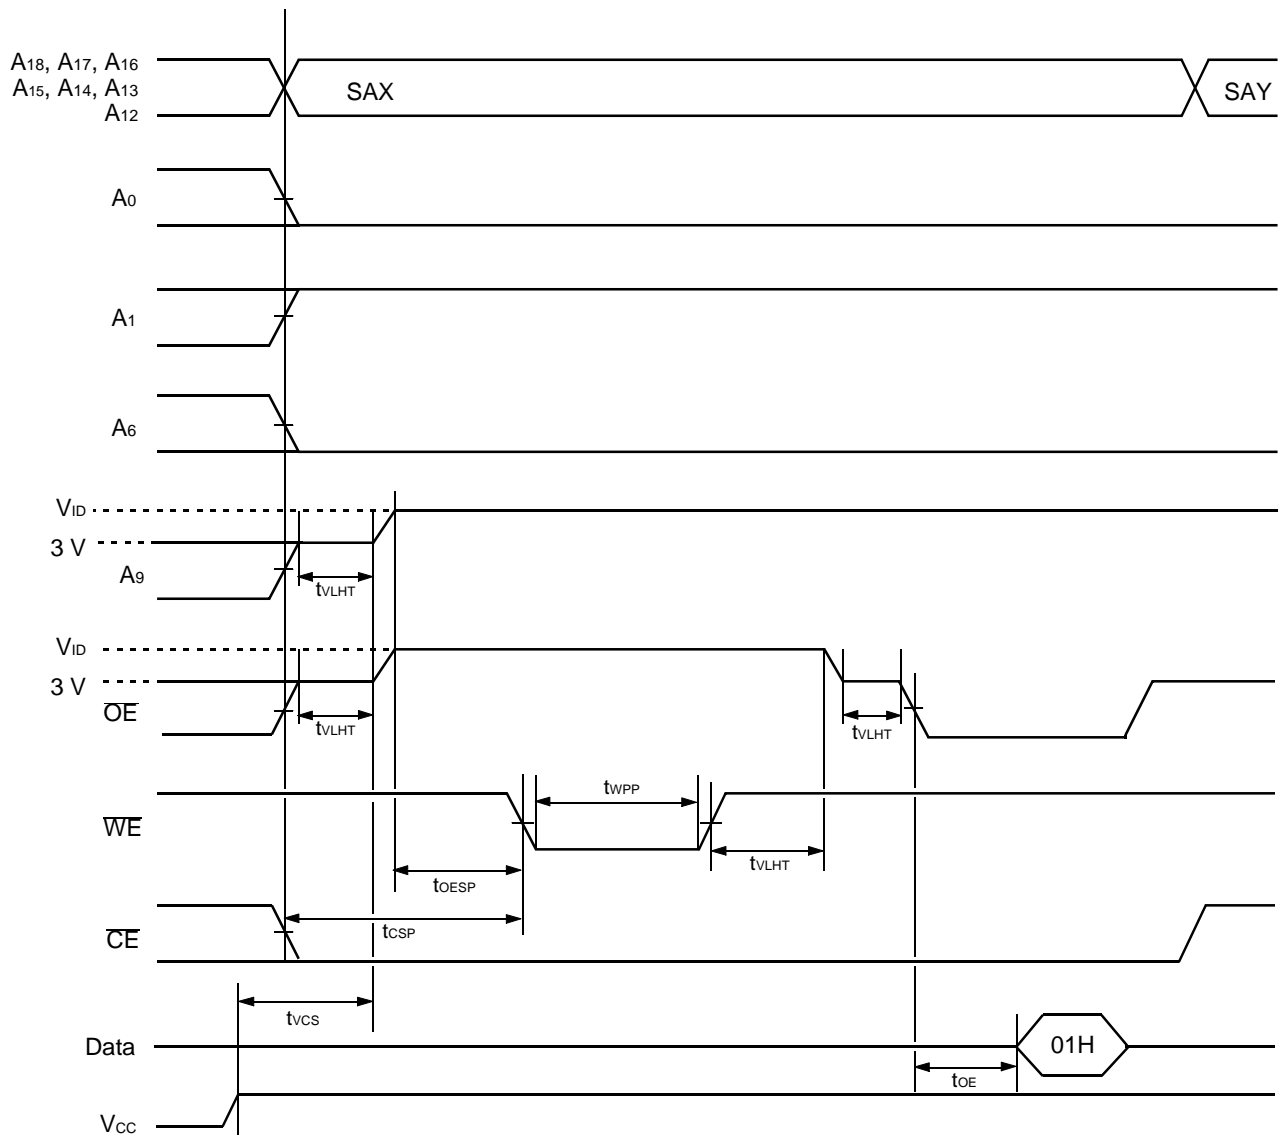 A18, A17, A16
A15, A14, A13
A12
SAX
SAY
A0
A1
A6
VID
3 V
A9
tVLHT
VID
3 V
OE
tVLHT
tVLHT
WE
tWPP
tVLHT
tOESP
CE
tCSP
tVCS
Data
01H
tOE
VCC